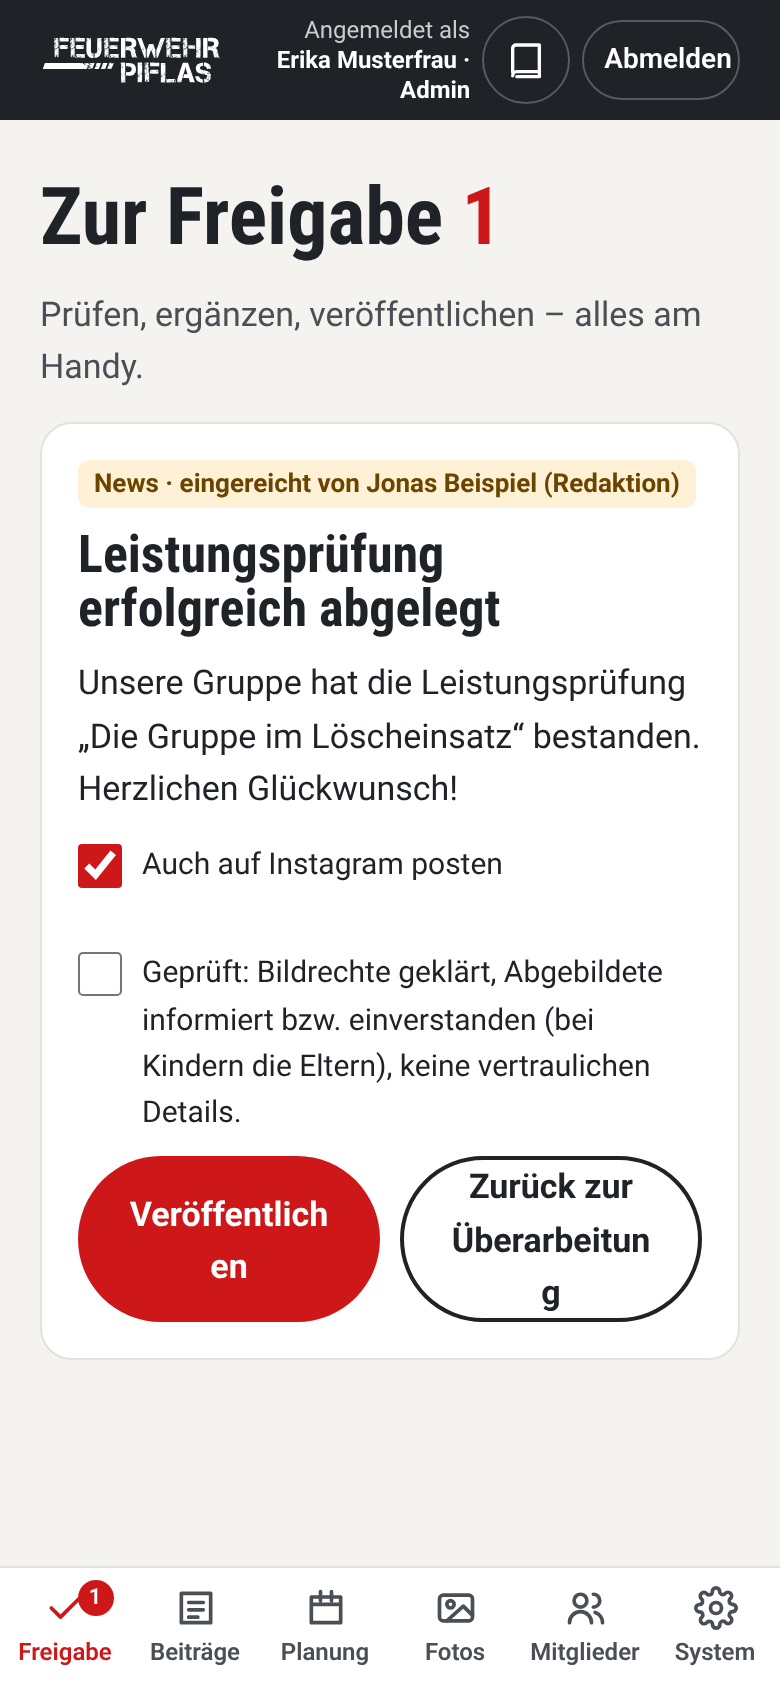 FEUERWEHR
PIFLAS
Angemeldet als
Erika Musterfrau ·
Admin
Abmelden
Zur Freigabe 1
Prüfen, ergänzen, veröffentlichen – alles am
Handy.
News · eingereicht von Jonas Beispiel (Redaktion)
Leistungsprüfung
erfolgreich abgelegt
Unsere Gruppe hat die Leistungsprüfung
„Die Gruppe im Löscheinsatz“ bestanden.
Herzlichen Glückwunsch!
Auch auf Instagram posten
Geprüft: Bildrechte geklärt, Abgebildete
informiert bzw. einverstanden (bei
Kindern die Eltern), keine vertraulichen
Details.
Veröffentlich
en
Zurück zur
Überarbeitun
g
1
Freigabe
Beiträge
Planung
Fotos
Mitglieder
System